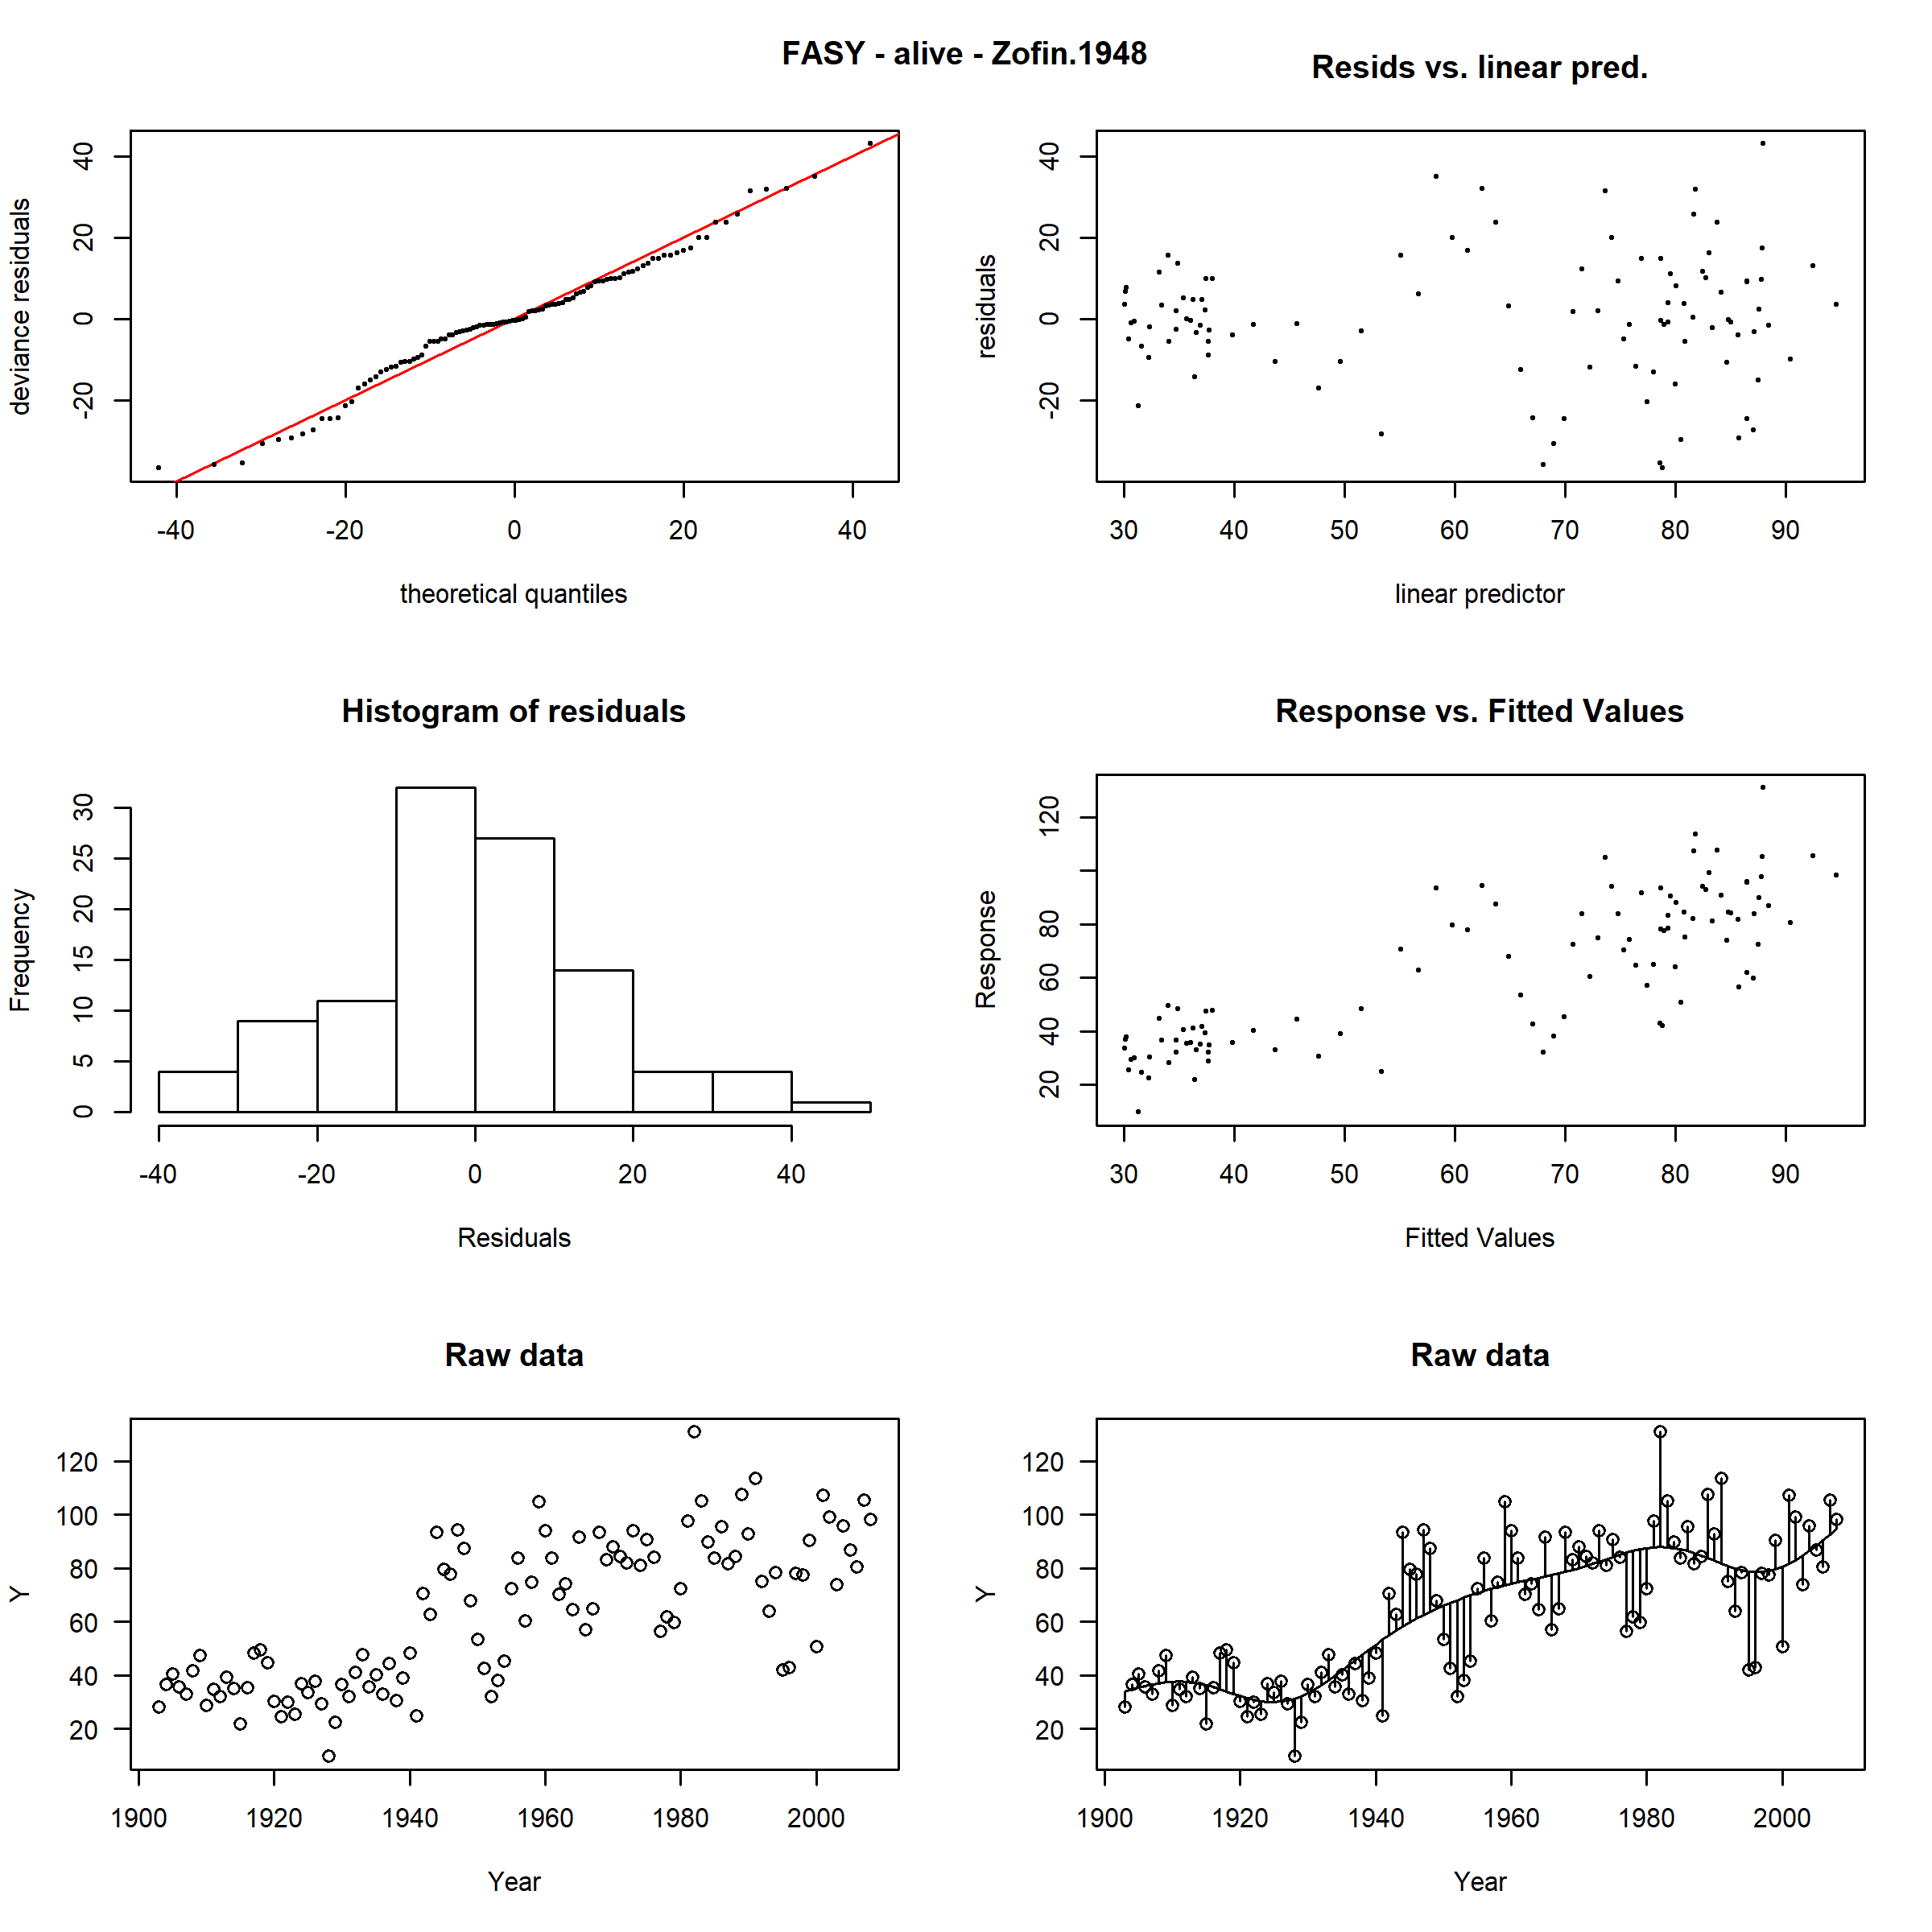 FASY - alive - Zofin.1948
deviance residuals
-20 0 20 40
-40 -20 0 20 40
theoretical quantiles
Resids vs. linear pred.
residuals
-20 0 20 40
30 40 50 60 70 80 90
linear predictor
Histogram of residuals
Frequency
0 5 10 15 20 25 30
-40 -20 0 20 40
Residuals
Response vs. Fitted Values
Response
20 40 60 80 120
30 40 50 60 70 80 90
Fitted Values
Raw data
Y
120
100
80
60
40
20
1900 1920 1940 1960 1980 2000
Year
Raw data
Y
120
100
80
60
40
20
1900 1920 1940 1960 1980 2000
Year